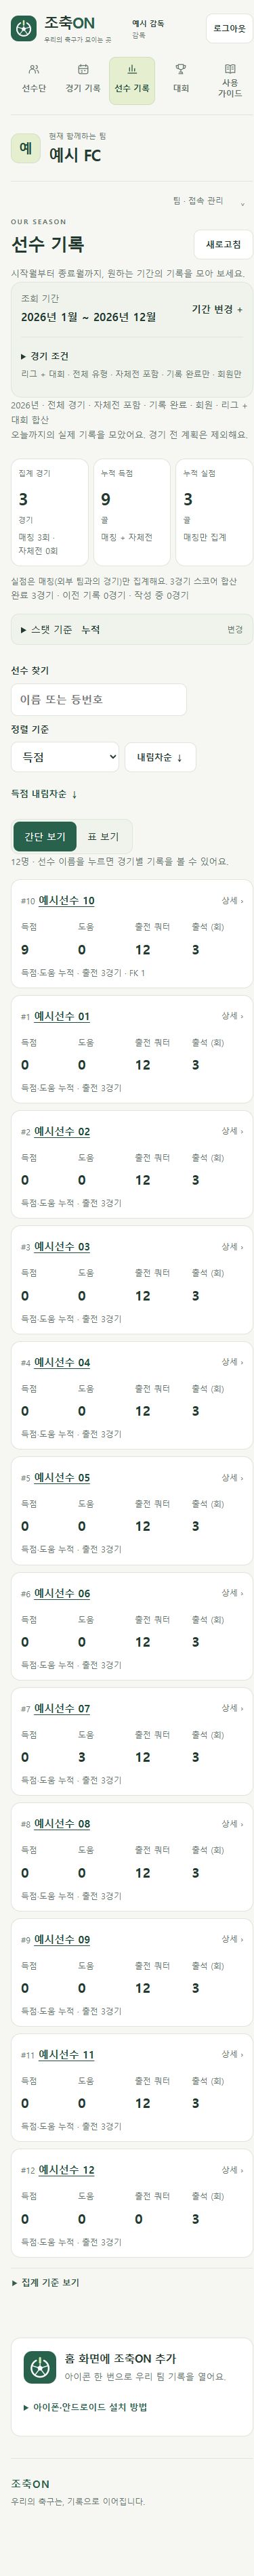 조축ON
우리의 축구가 모이는 곳
예시 감독
감독
로그아웃
선수단
경기 기록
선수 기록
대회
사용
가이드
예
현재 함께하는 팀
예시 FC
팀 · 접속 관리
OUR SEASON
선수 기록
새로고침
시작월부터 종료월까지, 원하는 기간의 기록을 모아 보세요.
조회 기간
2026년 1월 ~ 2026년 12월
기간 변경 +
▶ 경기 조건
리그 + 대회 · 전체 유형 · 자체전 포함 · 기록 완료만 · 회원만
2026년 · 전체 경기 · 자체전 포함 · 기록 완료 · 회원 · 리그 +
대회 합산
오늘까지의 실제 기록을 모았어요. 경기 전 계획은 제외해요.
집계 경기
3
경기
매칭 3회 ·
자체전 0회
누적 득점
9
골
매칭 + 자체전
누적 실점
3
골
매칭만 집계
실점은 매칭(외부 팀과의 경기)만 집계해요. 3경기 스코어 합산
완료 3경기 · 이전 기록 0경기 · 작성 중 0경기
▶ 스탯 기준 누적
변경
선수 찾기
이름 또는 등번호
정렬 기준
득점
내림차순 ↓
득점 내림차순 ↓
간단 보기
표 보기
12명 · 선수 이름을 누르면 경기별 기록을 볼 수 있어요.
#10 예시선수 10 상세 ›
득점 도움 출전 쿼터 출석 (회)
9 0 12 3
득점·도움 누적 · 출전 3경기 · FK 1
#1 예시선수 01 상세 ›
득점 도움 출전 쿼터 출석 (회)
0 0 12 3
득점·도움 누적 · 출전 3경기
#2 예시선수 02 상세 ›
득점 도움 출전 쿼터 출석 (회)
0 0 12 3
득점·도움 누적 · 출전 3경기
#3 예시선수 03 상세 ›
득점 도움 출전 쿼터 출석 (회)
0 0 12 3
득점·도움 누적 · 출전 3경기
#4 예시선수 04 상세 ›
득점 도움 출전 쿼터 출석 (회)
0 0 12 3
득점·도움 누적 · 출전 3경기
#5 예시선수 05 상세 ›
득점 도움 출전 쿼터 출석 (회)
0 0 12 3
득점·도움 누적 · 출전 3경기
#6 예시선수 06 상세 ›
득점 도움 출전 쿼터 출석 (회)
0 0 12 3
득점·도움 누적 · 출전 3경기
#7 예시선수 07 상세 ›
득점 도움 출전 쿼터 출석 (회)
0 3 12 3
득점·도움 누적 · 출전 3경기
#8 예시선수 08 상세 ›
득점 도움 출전 쿼터 출석 (회)
0 0 12 3
득점·도움 누적 · 출전 3경기
#9 예시선수 09 상세 ›
득점 도움 출전 쿼터 출석 (회)
0 0 12 3
득점·도움 누적 · 출전 3경기
#11 예시선수 11 상세 ›
득점 도움 출전 쿼터 출석 (회)
0 0 12 3
득점·도움 누적 · 출전 3경기
#12 예시선수 12 상세 ›
득점 도움 출전 쿼터 출석 (회)
0 0 0 3
득점·도움 누적 · 출전 3경기
▶ 집계 기준 보기
홈 화면에 조축ON 추가
아이콘 한 번으로 우리 팀 기록을 열어요.
▶ 아이폰·안드로이드 설치 방법
조축ON
우리의 축구는, 기록으로 이어집니다.